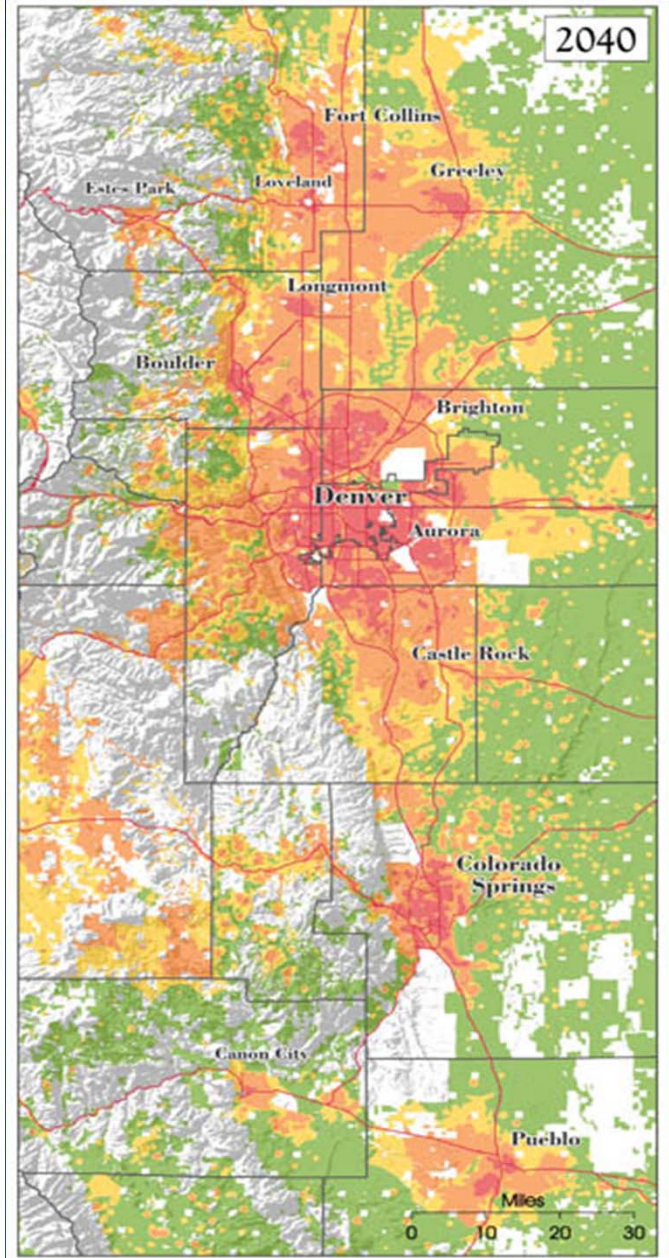 2040
Fort Collins
Estes Park
Loveland
Greeley
Longmont
Boulder
Brighton
Denver
Aurora
Castle Rock
Colorado
Springs
Canon City
Pueblo
Miles
0 10 20 30